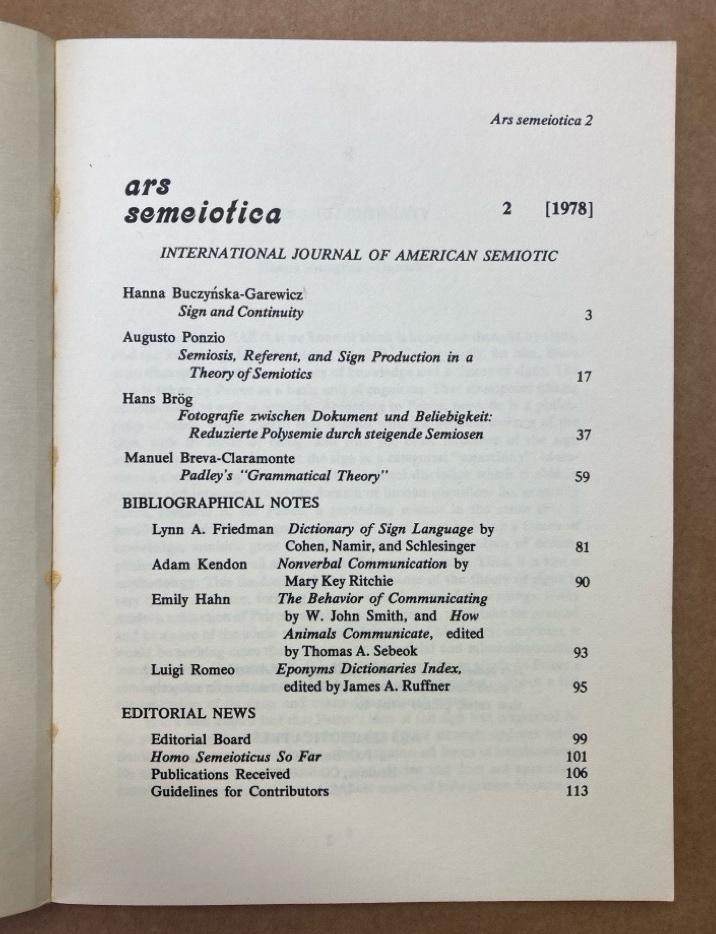 Ars semeiotica 2
ars
semeiotica
2 [1978]
INTERNATIONAL JOURNAL OF AMERICAN SEMIOTIC
Hanna Buczyńska-Garewicz
Sign and Continuity 3
Augusto Ponzio
Semiosis, Referent, and Sign Production in a
Theory of Semiotics 17
Hans Brög
Fotografie zwischen Dokument und Beliebigkeit:
Reduzierte Polysemie durch steigende Semiosen 37
Manuel Breva-Claramonte
Padley's "Grammatical Theory" 59
BIBLIOGRAPHICAL NOTES
Lynn A. Friedman Dictionary of Sign Language by
Cohen, Namir, and Schlesinger 81
Adam Kendon Nonverbal Communication by
Mary Key Ritchie 90
Emily Hahn The Behavior of Communicating
by W. John Smith, and How
Animals Communicate, edited
by Thomas A. Sebeok 93
Luigi Romeo Eponyms Dictionaries Index,
edited by James A. Ruffner 95
EDITORIAL NEWS
Editorial Board 99
Homo Semeioticus So Far 101
Publications Received 106
Guidelines for Contributors 113